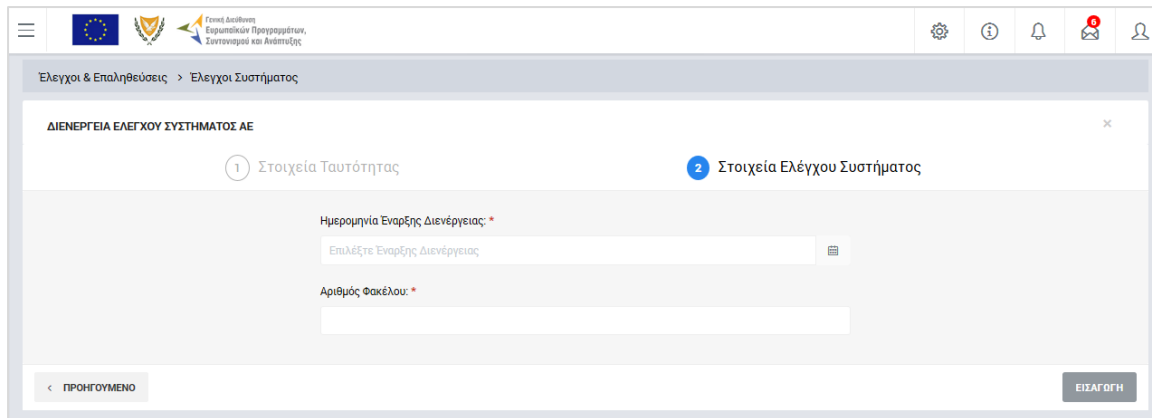 Γενική Διεύθυνση
Ευρωπαϊκών Προγραμμάτων,
Συντονισμού και Ανάπτυξης
6
Έλεγχοι & Επαληθεύσεις > Έλεγχοι Συστήματος
ΔΙΕΝΕΡΓΕΙΑ ΕΛΕΓΧΟΥ ΣΥΣΤΗΜΑΤΟΣ ΑΕ
1 Στοιχεία Ταυτότητας
2 Στοιχεία Ελέγχου Συστήματος
Ημερομηνία Έναρξης Διενέργειας: *
Επιλέξτε Έναρξης Διενέργειας
Αριθμός Φακέλου: *
< ΠΡΟΗΓΟΥΜΕΝΟ
ΕΙΣΑΓΩΓΗ